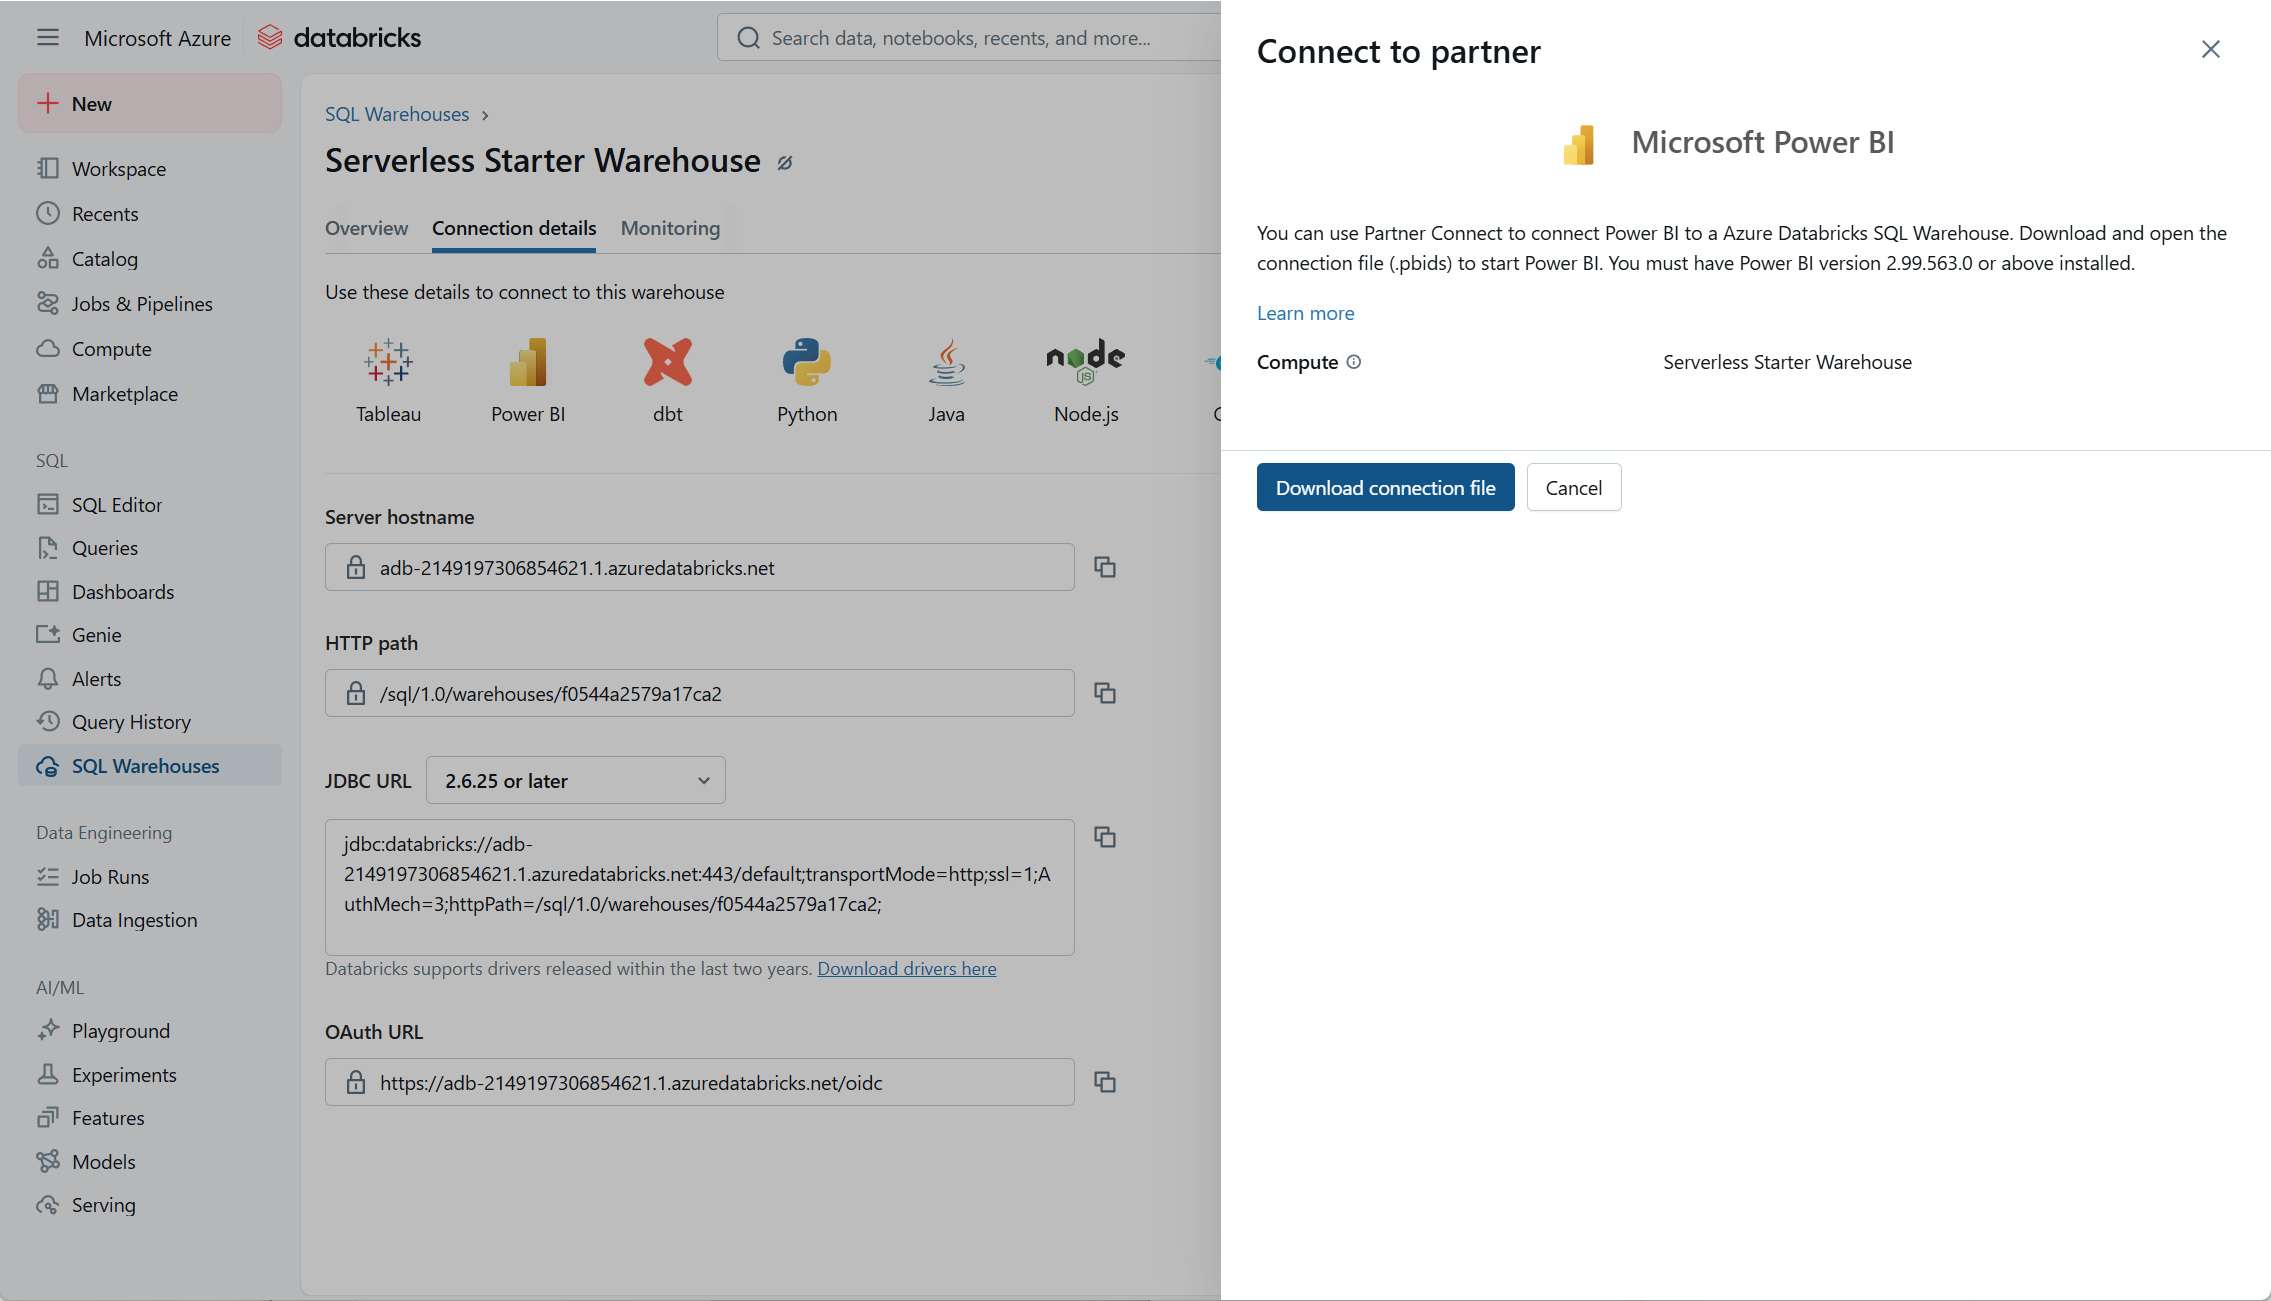 Microsoft Azure
databricks
Search data, notebooks, recents, and more...
New
Workspace
Recents
Catalog
Jobs & Pipelines
Compute
Marketplace
SQL
SQL Editor
Queries
Dashboards
Genie
Alerts
Query History
SQL Warehouses
Data Engineering
Job Runs
Data Ingestion
AI/ML
Playground
Experiments
Features
Models
Serving
SQL Warehouses
Serverless Starter Warehouse
Overview Connection details Monitoring
Use these details to connect to this warehouse
Tableau Power BI dbt Python Java Node.js
Server hostname
adb-2149197306854621.1.azuredatabricks.net
HTTP path
/sql/1.0/warehouses/f0544a2579a17ca2
JDBC URL 2.6.25 or later
jdbc:databricks://adb-
2149197306854621.1.azuredatabricks.net:443/default;transportMode=http;ssl=1;A
uthMech=3;httpPath=/sql/1.0/warehouses/f0544a2579a17ca2;
Databricks supports drivers released within the last two years. Download drivers here
OAuth URL
https://adb-2149197306854621.1.azuredatabricks.net/oidc
Connect to partner
Microsoft Power BI
You can use Partner Connect to connect Power BI to a Azure Databricks SQL Warehouse. Download and open the
connection file (.pbids) to start Power BI. You must have Power BI version 2.99.563.0 or above installed.
Learn more
Compute Serverless Starter Warehouse
Download connection file Cancel